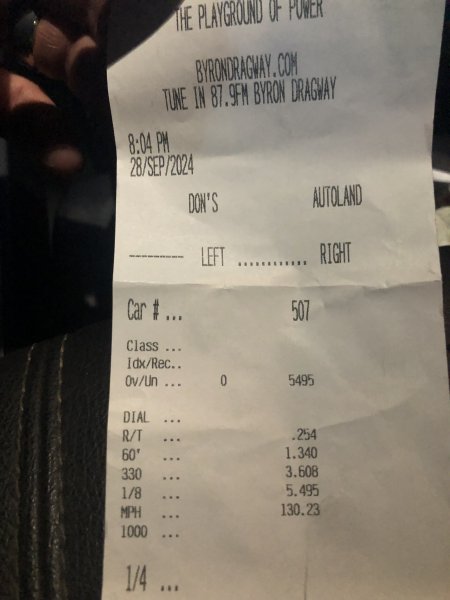 THE PLAYGROUND OF POWER
BYRONDRAGWAY.COM
TUNE IN 87.9FM BYRON DRAGWAY
8:04 PM
28/SEP/2024
DON'S AUTOLAND
-------- LEFT ............ RIGHT
Car # ... 507
Class ...
Idx/Rec..
Ov/Un ... 0 5495
DIAL ...
R/T ... .254
60' ... 1.340
330 ... 3.608
1/8 ... 5.495
MPH ... 130.23
1000 ...
1/4 ...